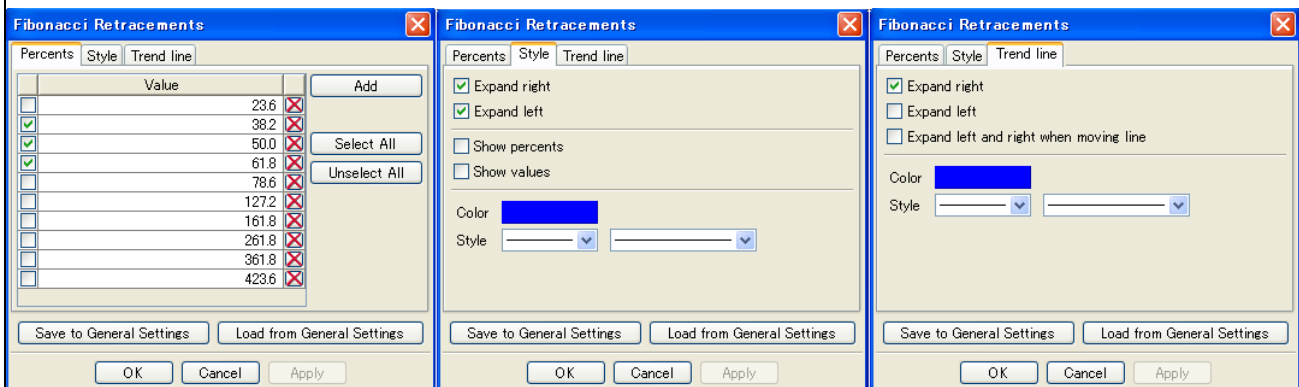 Fibonacci Retracements
Percents Style Trend line
Value
23.6
38.2
50.0
61.8
78.6
127.2
161.8
261.8
361.8
423.6
Add
Select All
Unselect All
Save to General Settings Load from General Settings
OK Cancel Apply
Fibonacci Retracements
Percents Style Trend line
Expand right
Expand left
Show percents
Show values
Color
Style
Save to General Settings Load from General Settings
OK Cancel Apply
Fibonacci Retracements
Percents Style Trend line
Expand right
Expand left
Expand left and right when moving line
Color
Style
Save to General Settings Load from General Settings
OK Cancel Apply